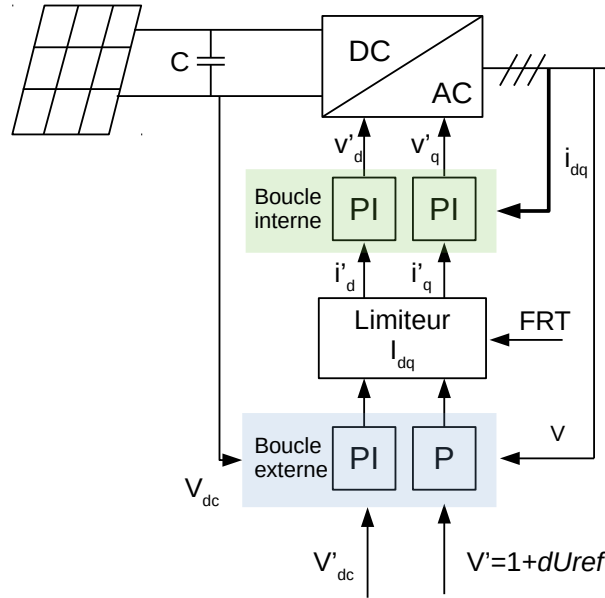 C
DC
AC
v'd
v'q
idq
Boucle
interne
PI
PI
i'd
i'q
Limiteur
Idq
FRT
Boucle
externe
PI
P
V
Vdc
V'dc
V'=1+dUref